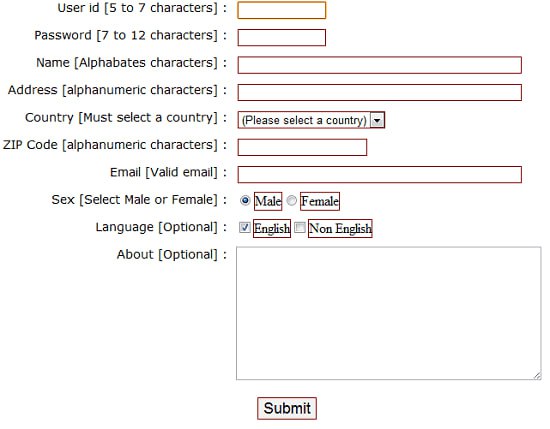 User id [5 to 7 characters] :
Password [7 to 12 characters] :
Name [Alphabates characters] :
Address [alphanumeric characters] :
Country [Must select a country] : (Please select a country)
ZIP Code [alphanumeric characters] :
Email [Valid email] :
Sex [Select Male or Female] : Male Female
Language [Optional] : English Non English
About [Optional] :
Submit